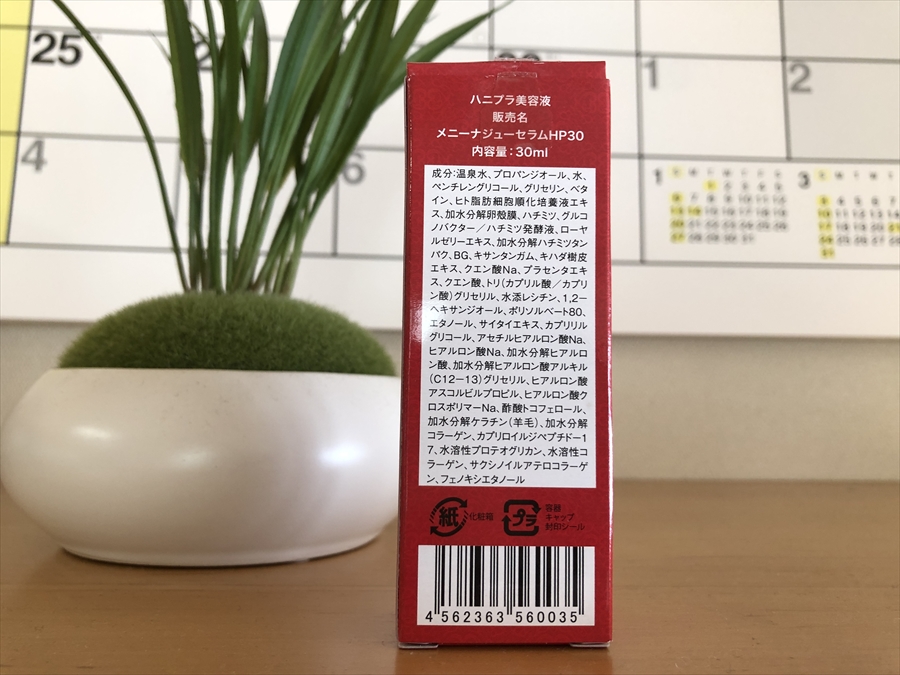 ハニプラ美容液
販売名
メニーナジューセラムHP30
内容量：30ml
成分：温泉水、プロパンジオール、水、
ペンチレングリコール、グリセリン、ベタ
イン、ヒト脂肪細胞順化培養液エキ
ス、加水分解卵殻膜、ハチミツ、グルコ
ノバクター／ハチミツ発酵液、ローヤ
ルゼリーエキス、加水分解ハチミツタン
パク、BG、キサンタンガム、キハダ樹皮
エキス、クエン酸Na、プラセンタエキ
ス、クエン酸、トリ（カプリル酸／カプリ
ン酸）グリセリル、水添レシチン、1,2－
ヘキサンジオール、ポリソルベート80、
エタノール、サイタイエキス、カプリリル
グリコール、アセチルヒアルロン酸Na、
ヒアルロン酸Na、加水分解ヒアルロン
酸、加水分解ヒアルロン酸アルキル
（C12－13）グリセリル、ヒアルロン酸
アスコルビルプロピル、ヒアルロン酸ク
ロスポリマーNa、酢酸トコフェロール、
加水分解ケラチン（羊毛）、加水分解
コラーゲン、カプロイルジペプチド－1
7、水溶性プロテオグリカン、水溶性コ
ラーゲン、サクシノイルアテロコラーゲ
ン、フェノキシエタノール
紙 化粧箱
プラ 容器
キャップ
封印シール
4 562363 560035
25
1
2
4
6
1
3